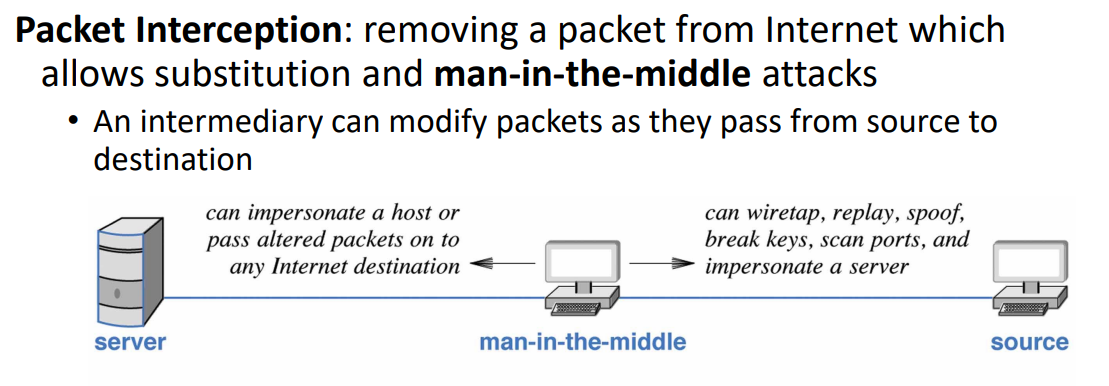 Packet Interception: removing a packet from Internet which
allows substitution and man-in-the-middle attacks
• An intermediary can modify packets as they pass from source to
destination
can impersonate a host or
pass altered packets on to
any Internet destination
can wiretap, replay, spoof,
break keys, scan ports, and
impersonate a server
server
man-in-the-middle
source